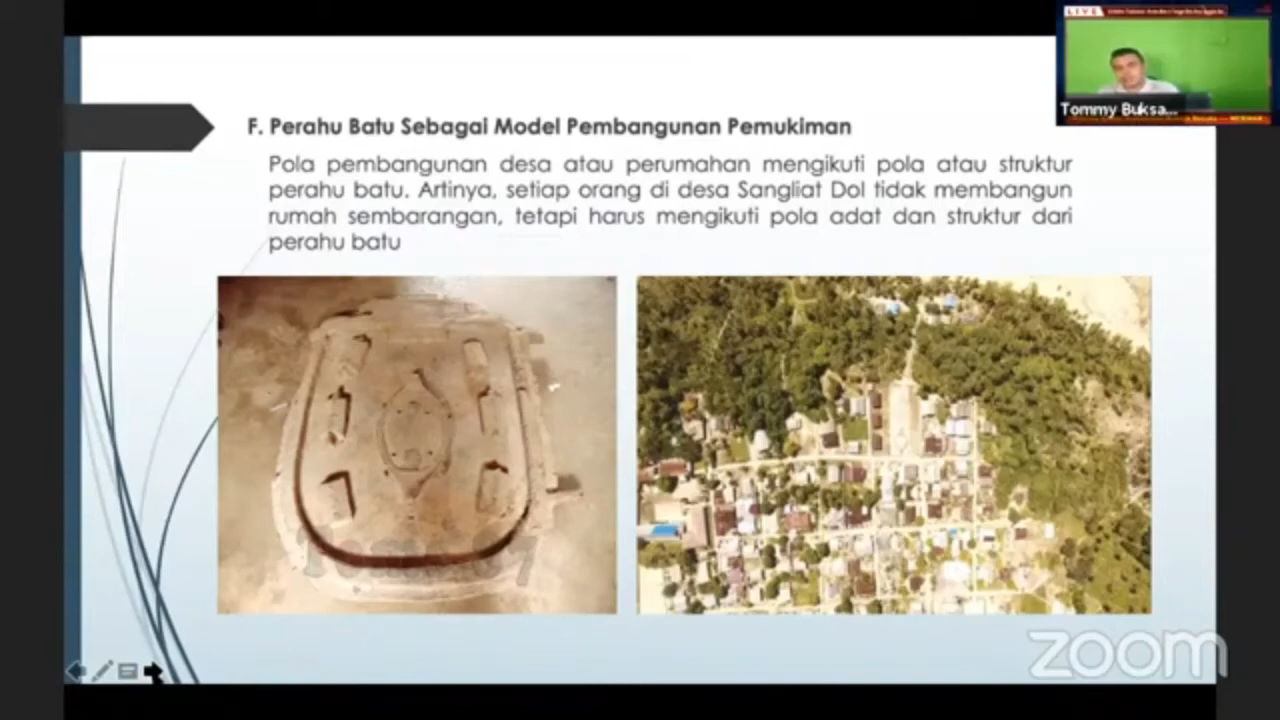 LIVE
Tommy Buksa...
F. Perahu Batu Sebagai Model Pembangunan Pemukiman
Pola pembangunan desa atau perumahan mengikuti pola atau struktur
perahu batu. Artinya, setiap orang di desa Sangliat Dol tidak membangun
rumah sembarangan, tetapi harus mengikuti pola adat dan struktur dari
perahu batu
zoom